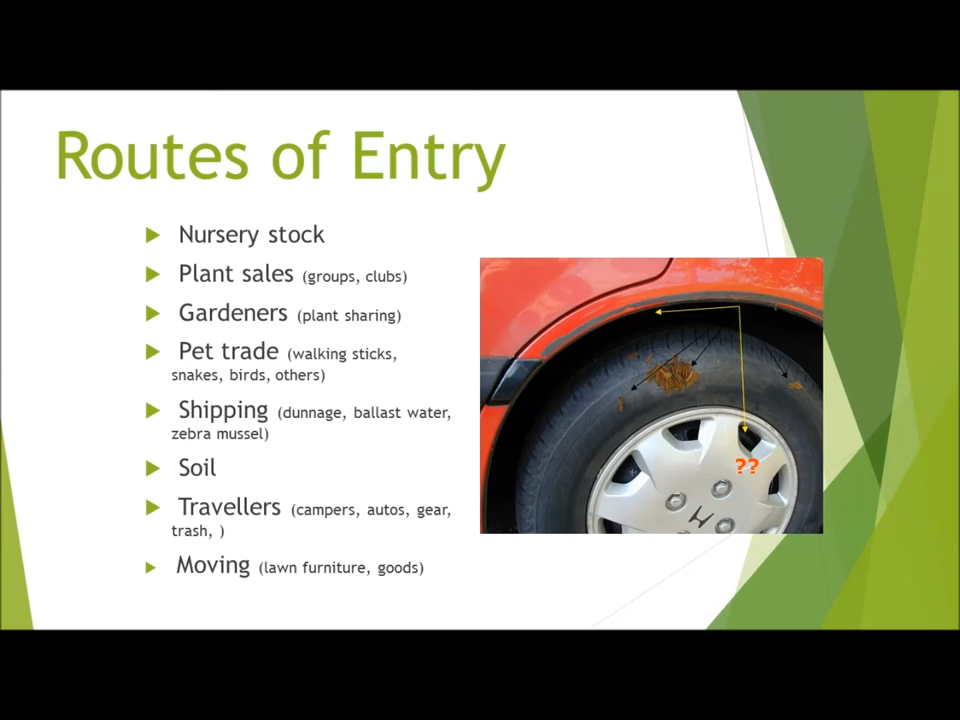 Routes of Entry
Nursery stock
Plant sales (groups, clubs)
Gardeners (plant sharing)
Pet trade (walking sticks,
snakes, birds, others)
Shipping (dunnage, ballast water,
zebra mussel)
Soil
Travellers (campers, autos, gear,
trash, )
Moving (lawn furniture, goods)
??